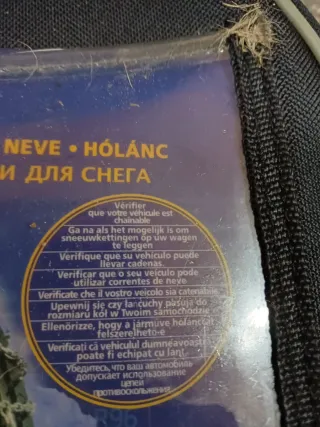 NEVE • HÓLÁNC
И ДЛЯ СНЕГА
Vérifier
que votre véhicule est
chaînable
Ga na als het mogelijk is om
sneeuwkettingen op uw wagen
te leggen
Verifique que su vehículo puede
llevar cadenas.
Verificar que o seu veículo pode
utilizar correntes de neve
Verificate che il vostro veicolo sia catenabile
Upewnij się czy łańcuchy pasują do
rozmiaru kół w Twoim samochodzie
Ellenőrizze, hogy a járműve hólánccal
felszerelhető-e
Verificați că vehiculul dumneavoastră
poate fi echipat cu lanț
Убедитесь, что ваш автомобиль
допускает использование
цепей
противоскольжения